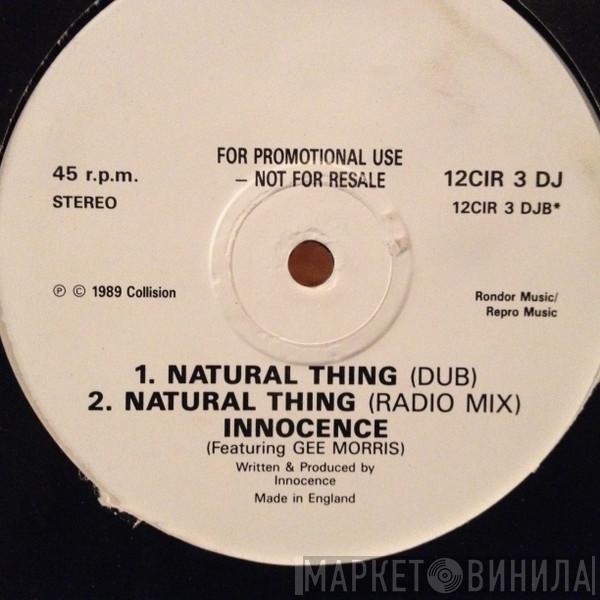 FOR PROMOTIONAL USE
– NOT FOR RESALE
45 r.p.m.
STEREO
12CIR 3 DJ
12CIR 3 DJB*
℗ © 1989 Collision
Rondor Music/
Repro Music
1. NATURAL THING (DUB)
2. NATURAL THING (RADIO MIX)
INNOCENCE
(Featuring GEE MORRIS)
Written & Produced by
Innocence
Made in England
МАРКЕТ ВИНИЛА